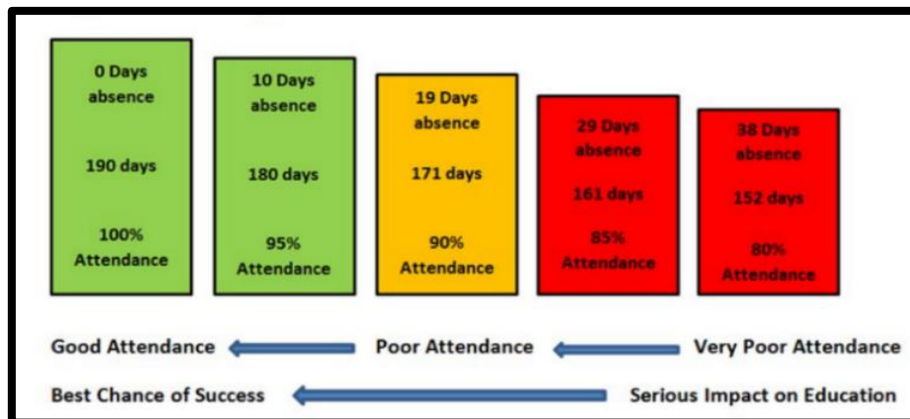 0 Days
absence
190 days
100%
Attendance
10 Days
absence
180 days
95%
Attendance
19 Days
absence
171 days
90%
Attendance
29 Days
absence
161 days
85%
Attendance
38 Days
absence
152 days
80%
Attendance
Good Attendance
Poor Attendance
Very Poor Attendance
Best Chance of Success
Serious Impact on Education